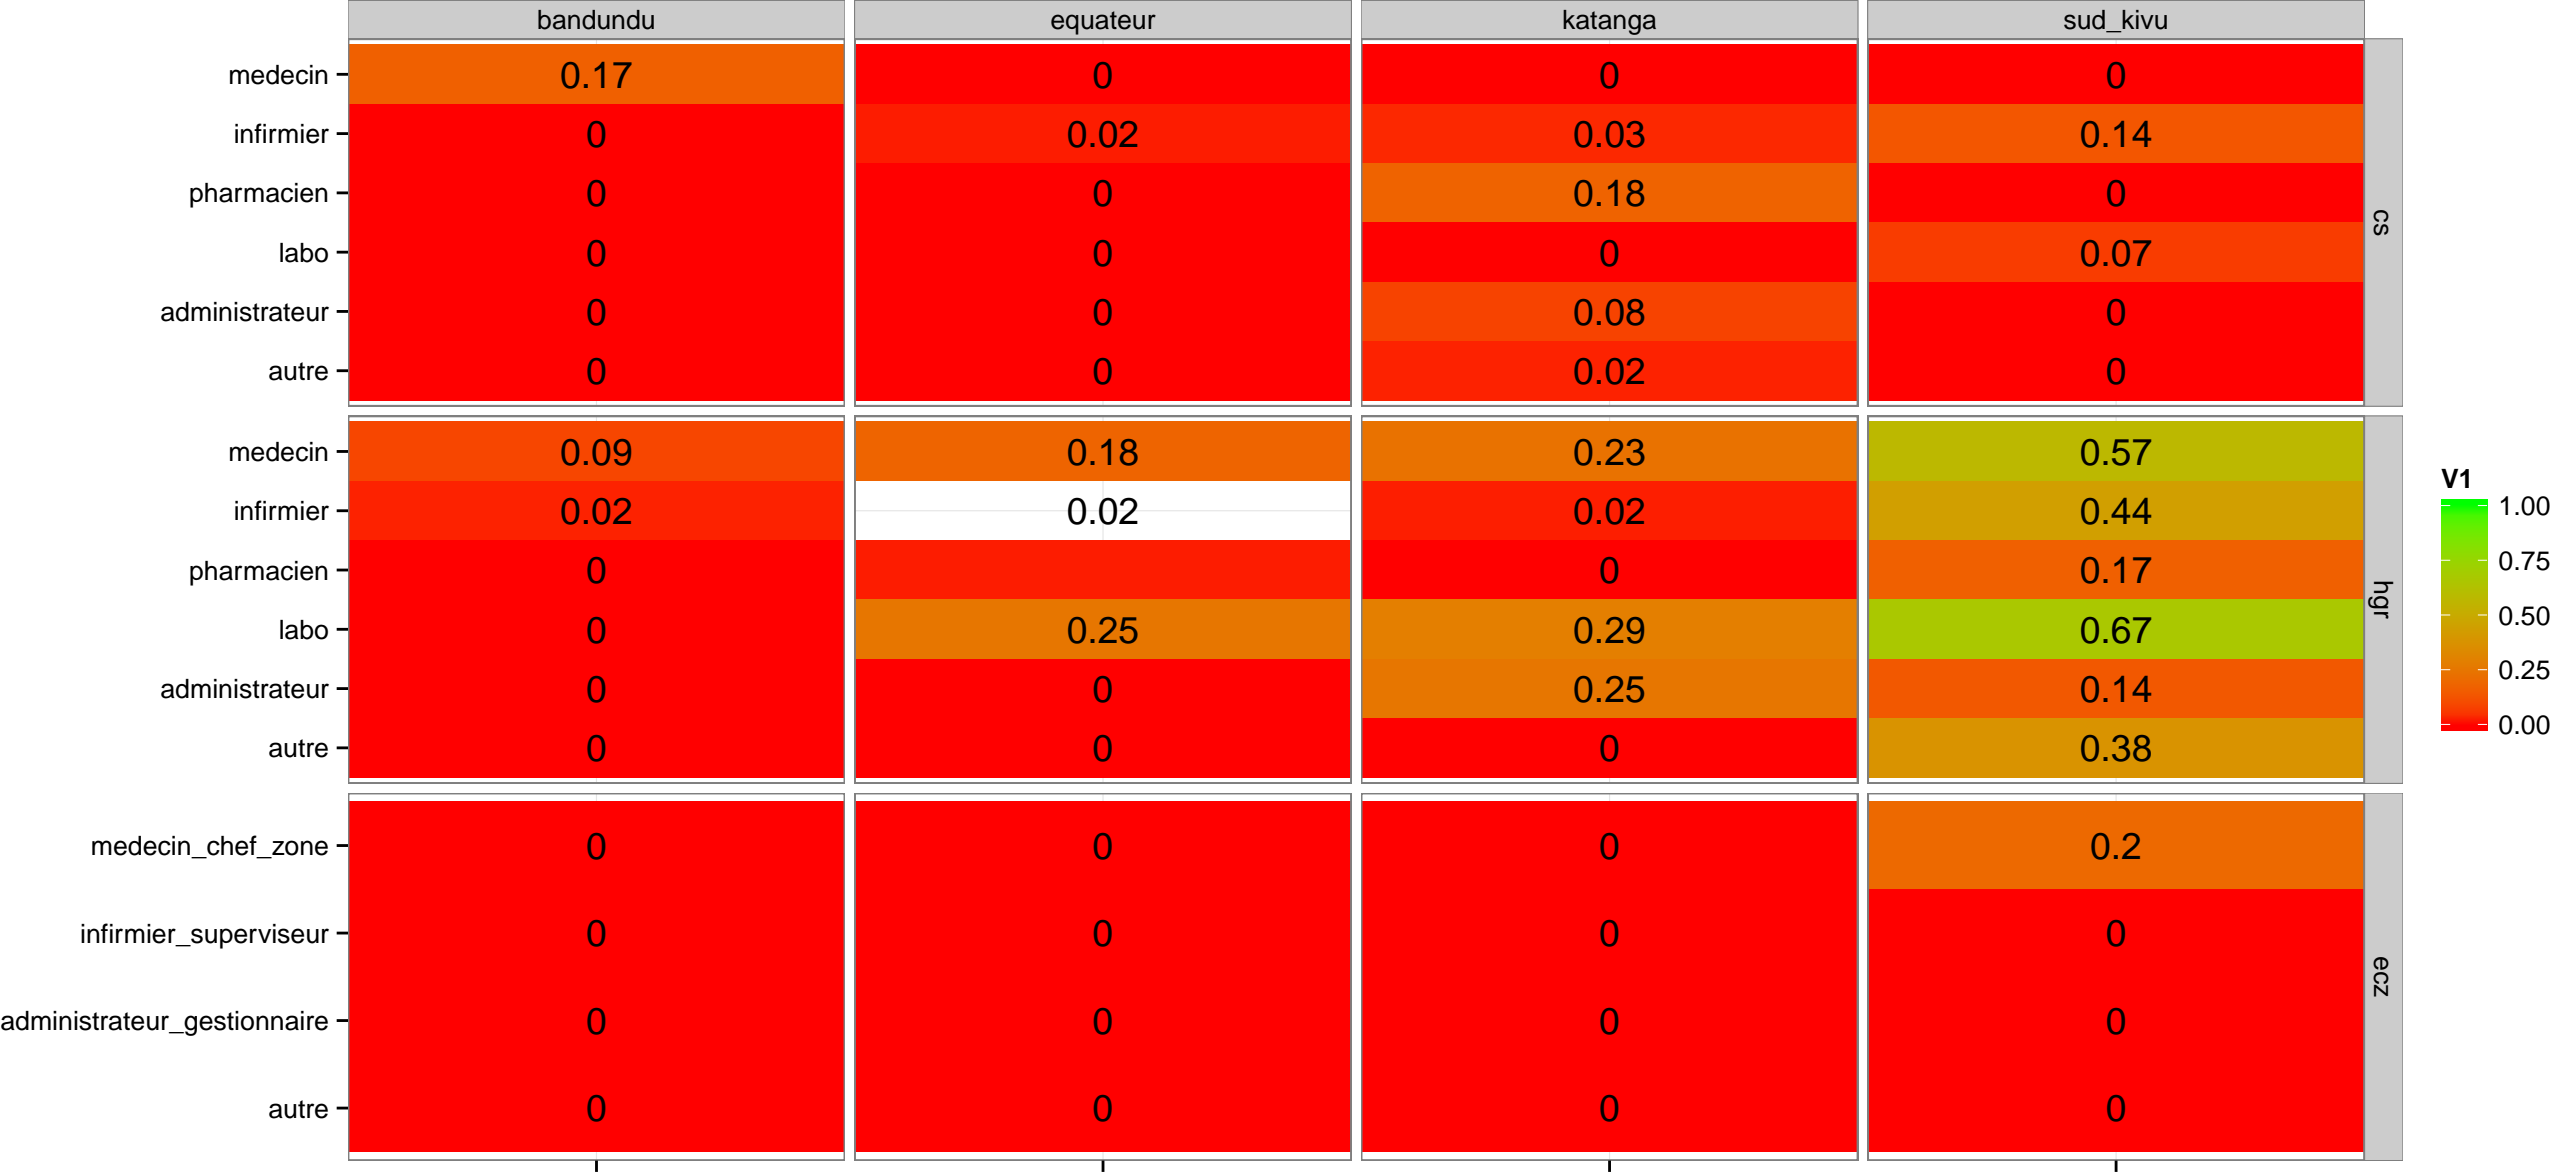 bandundu equateur katanga sud_kivu
medecin 0.17 0 0 0
infirmier 0 0.02 0.03 0.14
pharmacien 0 0 0.18 0
labo 0 0 0 0.07
administrateur 0 0 0.08 0
autre 0 0 0.02 0
cs
medecin 0.09 0.18 0.23 0.57
infirmier 0.02 0.02 0.02 0.44
pharmacien 0 0 0.17
labo 0 0.25 0.29 0.67
administrateur 0 0 0.25 0.14
autre 0 0 0 0.38
hgr
medecin_chef_zone 0 0 0 0.2
infirmier_superviseur 0 0 0 0
administrateur_gestionnaire 0 0 0 0
autre 0 0 0 0
ecz
V1
1.00
0.75
0.50
0.25
0.00